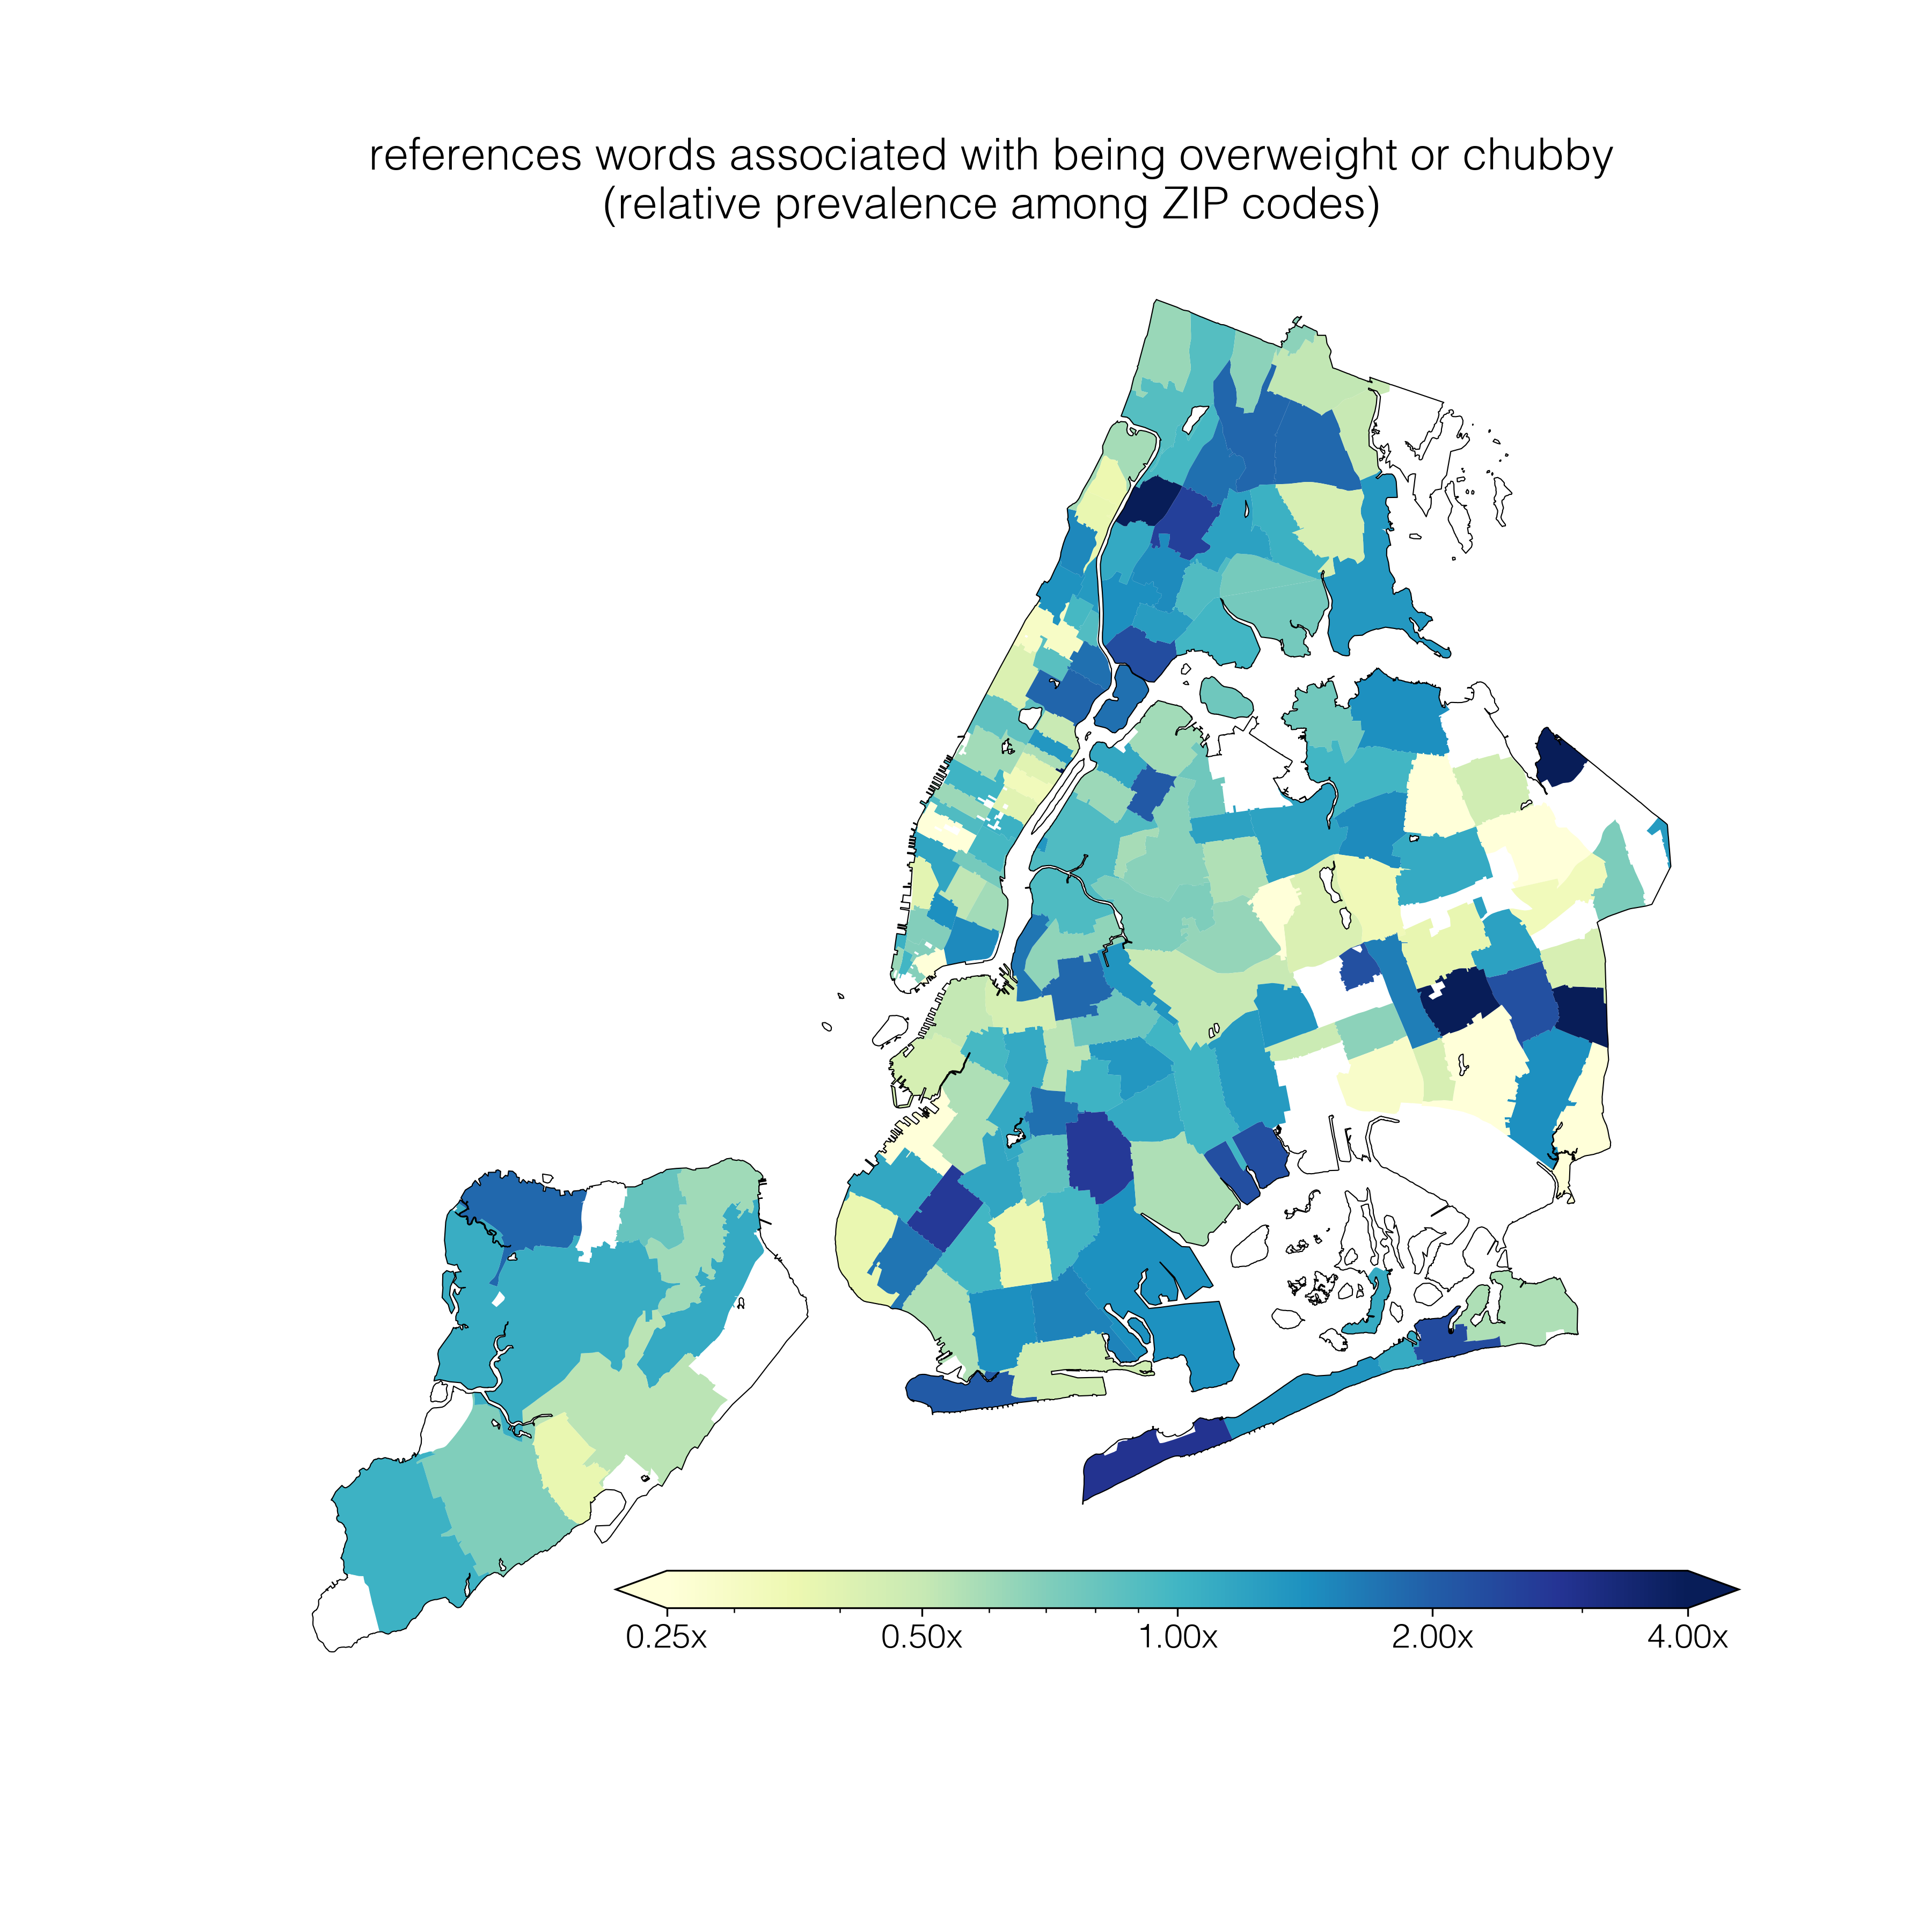 references words associated with being overweight or chubby
(relative prevalence among ZIP codes)
0.25x 0.50x 1.00x 2.00x 4.00x